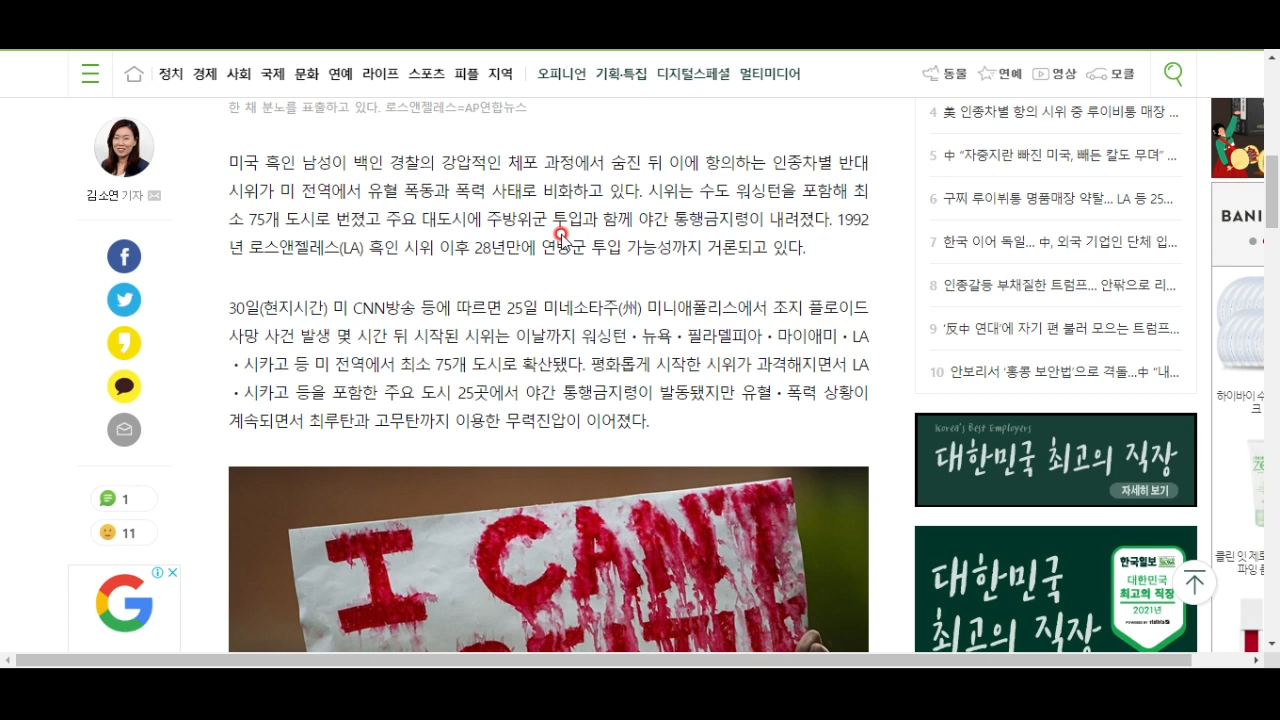 정치 경제 사회 국제 문화 연예 라이프 스포츠 피플 지역 오피니언 기획·특집 디지털스페셜 멀티미디어 동물 연예 영상 모클
한 채 분노를 표출하고 있다. 로스앤젤레스=AP연합뉴스
김소연 기자
1
11
미국 흑인 남성이 백인 경찰의 강압적인 체포 과정에서 숨진 뒤 이에 항의하는 인종차별 반대
시위가 미 전역에서 유혈 폭동과 폭력 사태로 비화하고 있다. 시위는 수도 워싱턴을 포함해 최
소 75개 도시로 번졌고 주요 대도시에 주방위군 투입과 함께 야간 통행금지령이 내려졌다. 1992
년 로스앤젤레스(LA) 흑인 시위 이후 28년만에 연방군 투입 가능성까지 거론되고 있다.
30일(현지시간) 미 CNN방송 등에 따르면 25일 미네소타주(州) 미니애폴리스에서 조지 플로이드
사망 사건 발생 몇 시간 뒤 시작된 시위는 이날까지 워싱턴·뉴욕·필라델피아·마이애미·LA
·시카고 등 미 전역에서 최소 75개 도시로 확산됐다. 평화롭게 시작한 시위가 과격해지면서 LA
·시카고 등을 포함한 주요 도시 25곳에서 야간 통행금지령이 발동됐지만 유혈·폭력 상황이
계속되면서 최루탄과 고무탄까지 이용한 무력진압이 이어졌다.
I CAN'T
4 美 인종차별 항의 시위 중 루이비통 매장 ...
5 中 “자중지란 빠진 미국, 빼든 칼도 무뎌” ...
6 구찌 루이뷔통 명품매장 약탈... LA 등 25...
7 한국 이어 독일... 中, 외국 기업인 단체 입...
8 인종갈등 부채질한 트럼프... 안팎으로 리...
9 ‘反中 연대’에 자기 편 불러 모으는 트럼프...
10 안보리서 ‘홍콩 보안법’으로 격돌...中 “내...
Korea's Best Employers
대한민국 최고의 직장
자세히 보기
대한민국
최고의 직장
한국일보
대한민국
최고의 직장
2021년
POWERED BY statista
BANI
하이바이 수
크
클린 잇 제로
파잉 폼